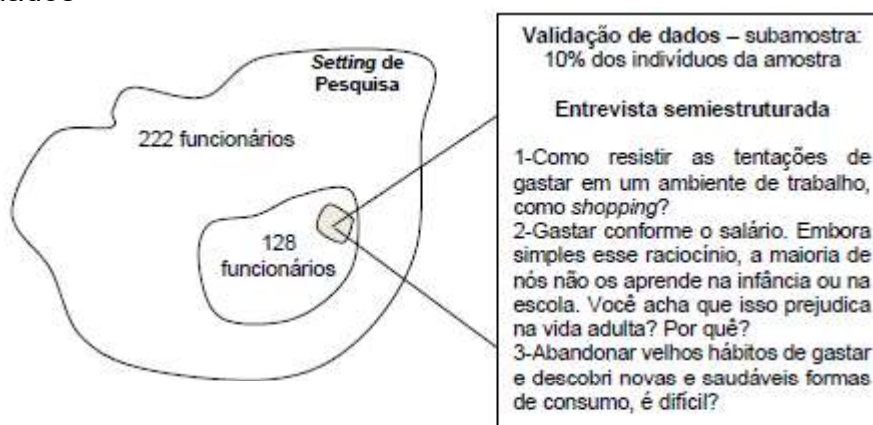 Setting de
Pesquisa
222 funcionários
128
funcionários
Validação de dados – subamostra:
10% dos indivíduos da amostra
Entrevista semiestruturada
1-Como resistir as tentações de
gastar em um ambiente de trabalho,
como shopping?
2-Gastar conforme o salário. Embora
simples esse raciocínio, a maioria de
nós não os aprende na infância ou na
escola. Você acha que isso prejudica
na vida adulta? Por quê?
3-Abandonar velhos hábitos de gastar
e descobri novas e saudáveis formas
de consumo, é difícil?